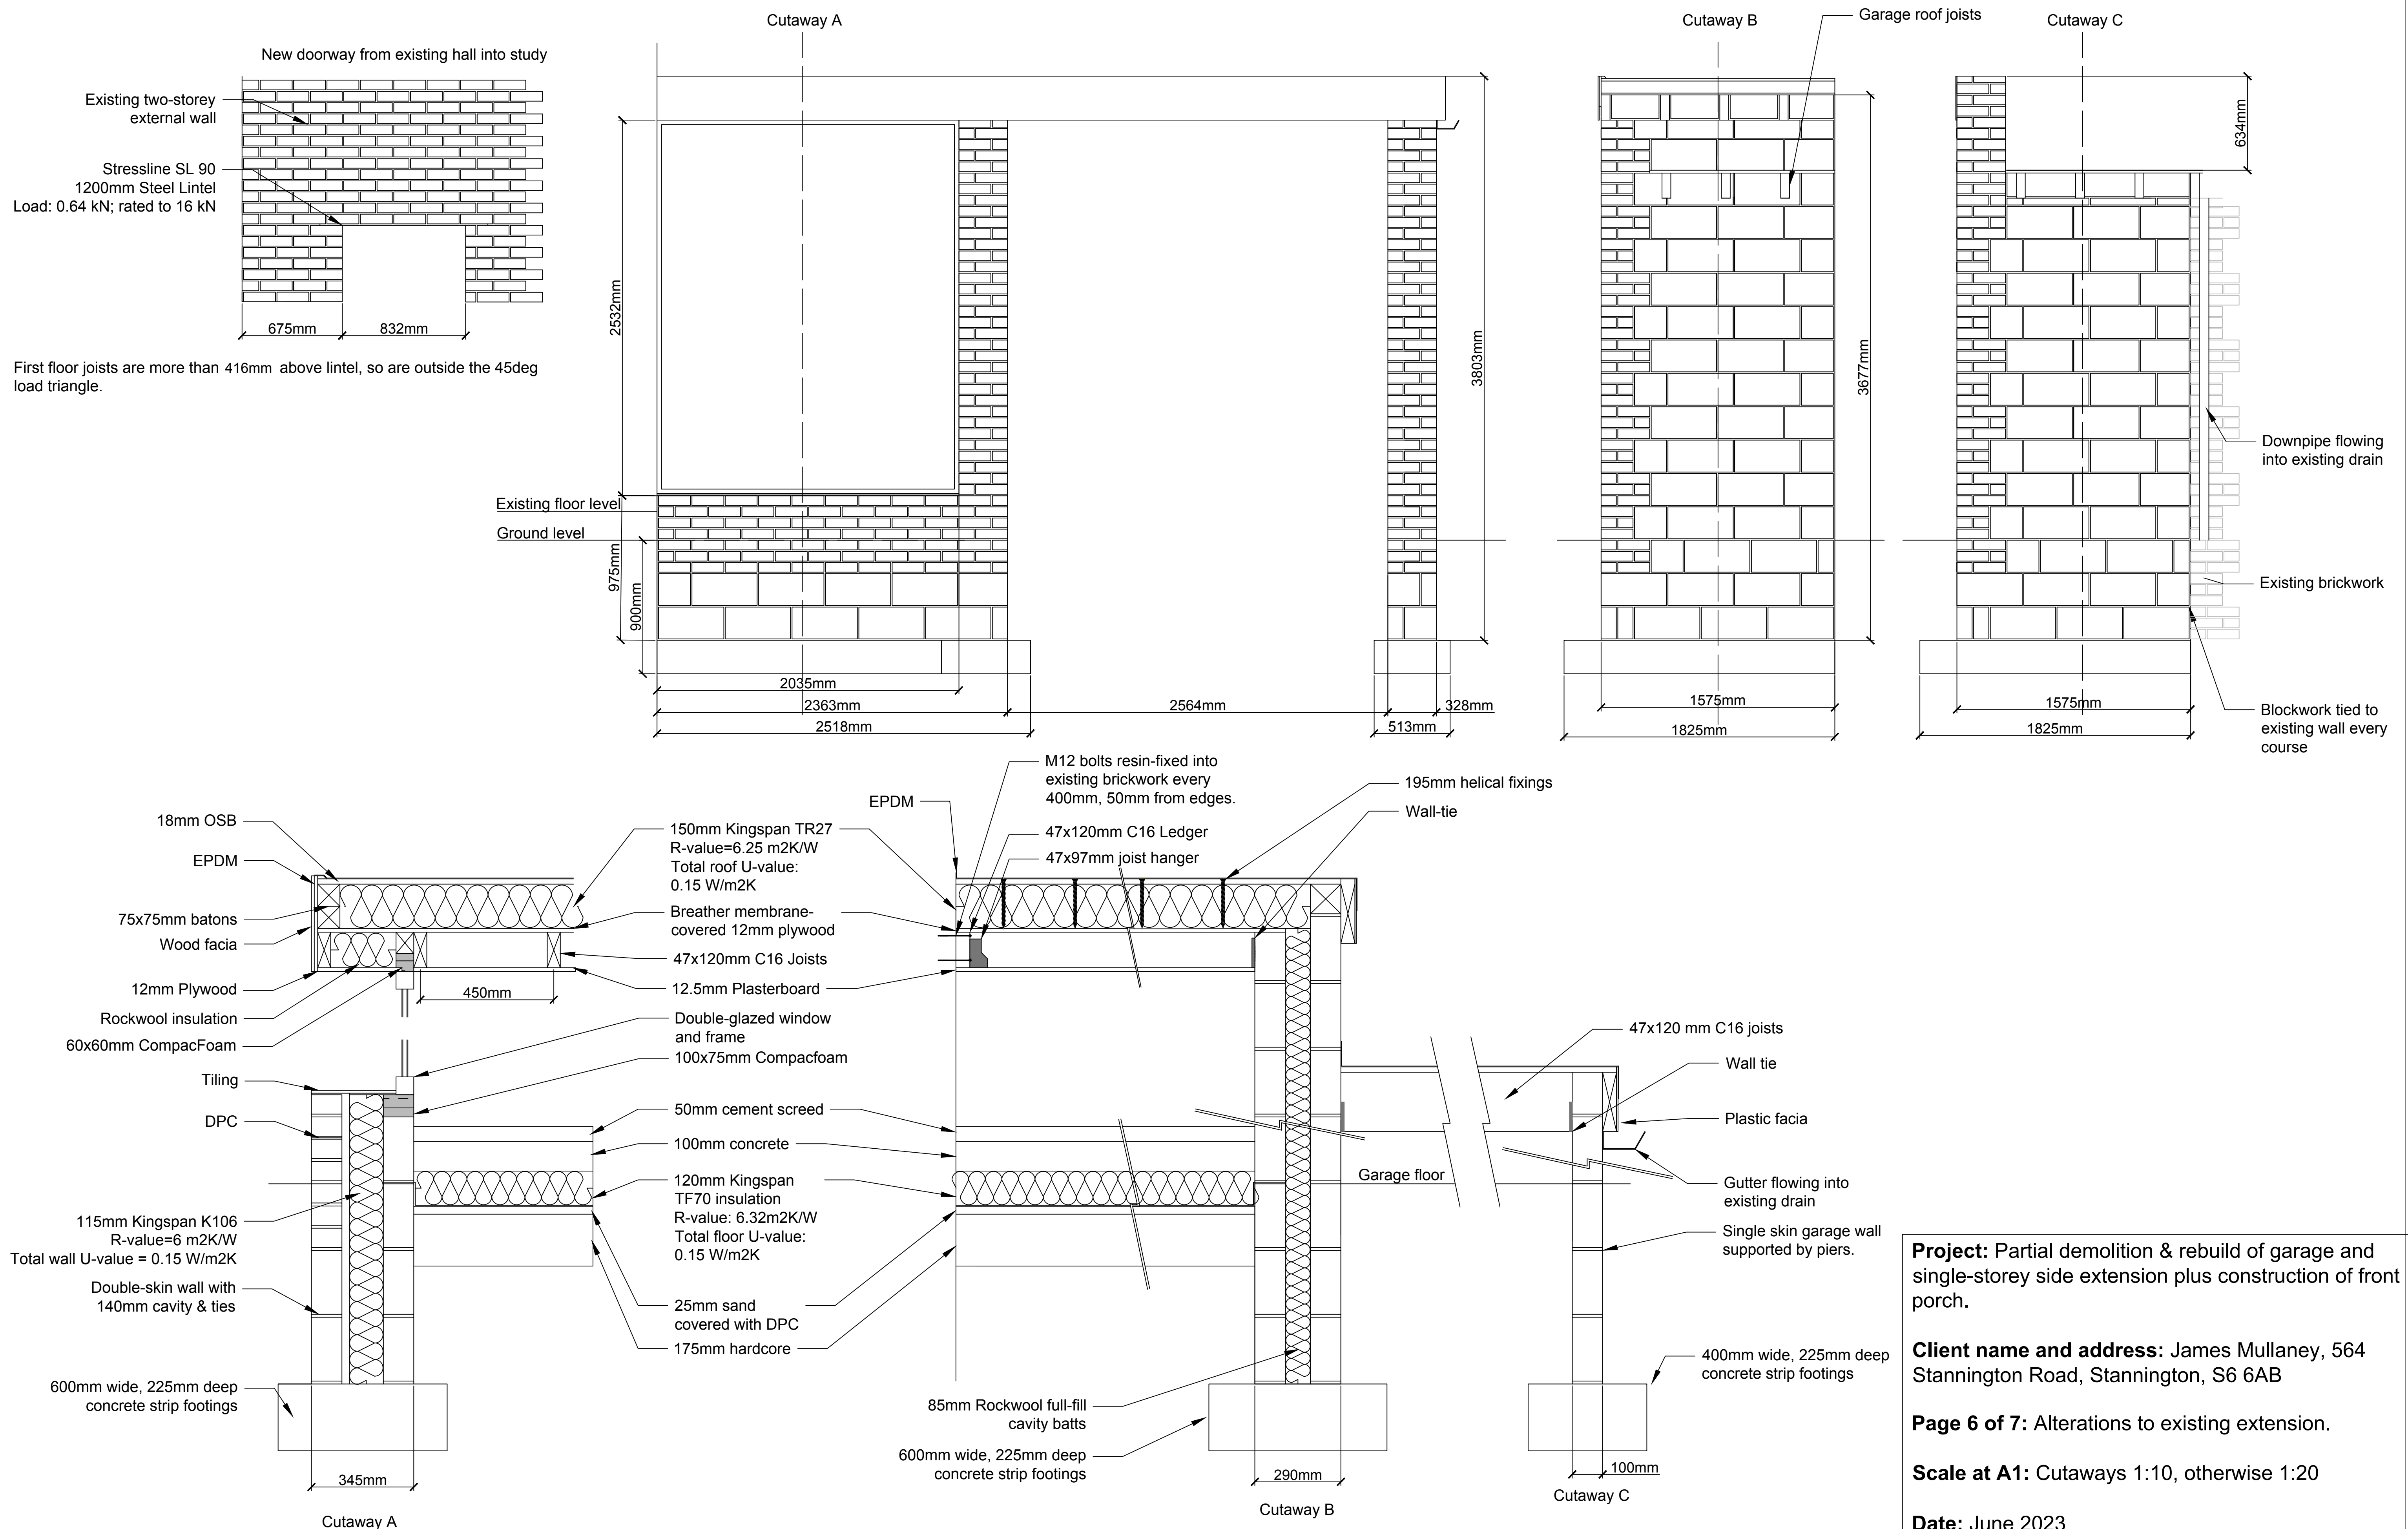 Cutaway A
Cutaway B
Garage roof joists
Cutaway C
New doorway from existing hall into study
Existing two-storey
external wall
Stressline SL 90
1200mm Steel Lintel
Load: 0.64 kN; rated to 16 kN
675mm
832mm
First floor joists are more than 416mm above lintel, so are outside the 45deg
load triangle.
2532mm
Existing floor level
Ground level
975mm
900mm
2035mm
2363mm
2518mm
2564mm
328mm
513mm
3803mm
3677mm
1575mm
1825mm
634mm
Downpipe flowing
into existing drain
Existing brickwork
1575mm
1825mm
Blockwork tied to
existing wall every
course
18mm OSB
EPDM
75x75mm batons
Wood facia
12mm Plywood
Rockwool insulation
60x60mm CompacFoam
Tiling
DPC
115mm Kingspan K106
R-value=6 m2K/W
Total wall U-value = 0.15 W/m2K
Double-skin wall with
140mm cavity & ties
600mm wide, 225mm deep
concrete strip footings
450mm
345mm
Cutaway A
150mm Kingspan TR27
R-value=6.25 m2K/W
Total roof U-value:
0.15 W/m2K
Breather membrane-
covered 12mm plywood
47x120mm C16 Joists
12.5mm Plasterboard
Double-glazed window
and frame
100x75mm Compacfoam
50mm cement screed
100mm concrete
120mm Kingspan
TF70 insulation
R-value: 6.32m2K/W
Total floor U-value:
0.15 W/m2K
25mm sand
covered with DPC
175mm hardcore
EPDM
M12 bolts resin-fixed into
existing brickwork every
400mm, 50mm from edges.
47x120mm C16 Ledger
47x97mm joist hanger
195mm helical fixings
Wall-tie
85mm Rockwool full-fill
cavity batts
600mm wide, 225mm deep
concrete strip footings
290mm
Cutaway B
Garage floor
47x120 mm C16 joists
Wall tie
Plastic facia
Gutter flowing into
existing drain
Single skin garage wall
supported by piers.
400mm wide, 225mm deep
concrete strip footings
100mm
Cutaway C
Project: Partial demolition & rebuild of garage and
single-storey side extension plus construction of front
porch.
Client name and address: James Mullaney, 564
Stannington Road, Stannington, S6 6AB
Page 6 of 7: Alterations to existing extension.
Scale at A1: Cutaways 1:10, otherwise 1:20
Date: June 2023